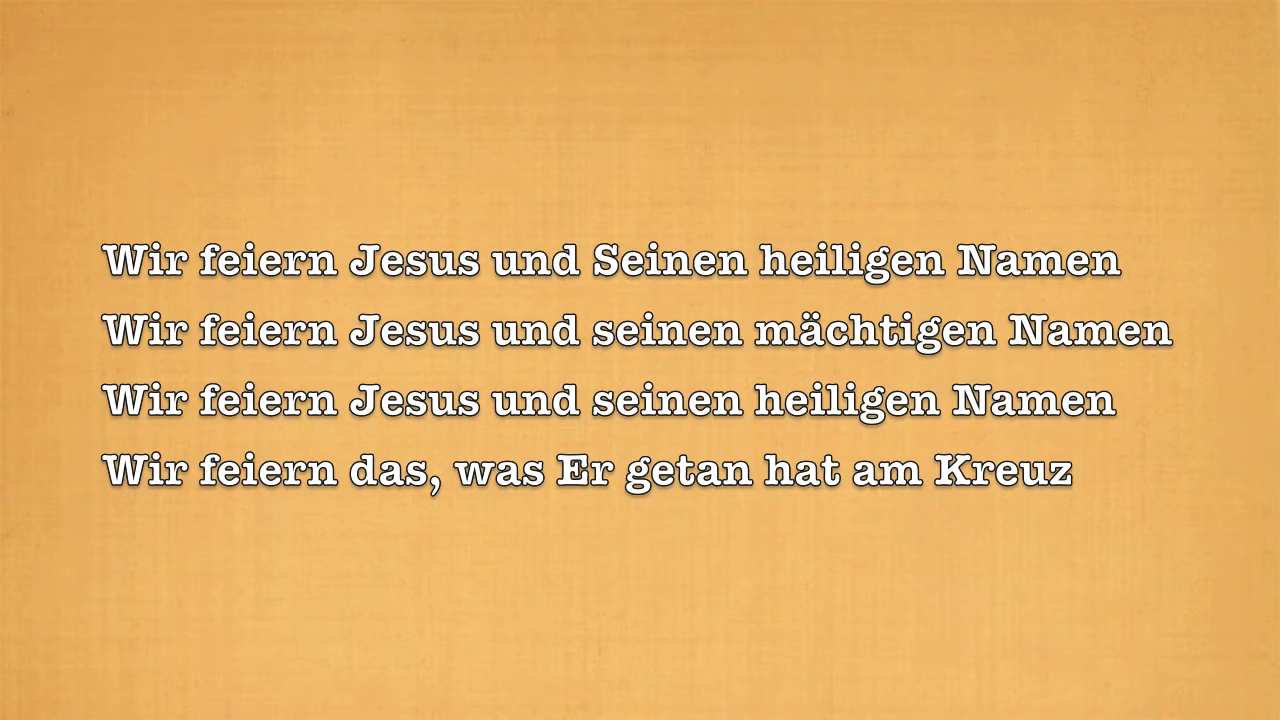 Wir feiern Jesus und Seinen heiligen Namen
Wir feiern Jesus und seinen mächtigen Namen
Wir feiern Jesus und seinen heiligen Namen
Wir feiern das, was Er getan hat am Kreuz